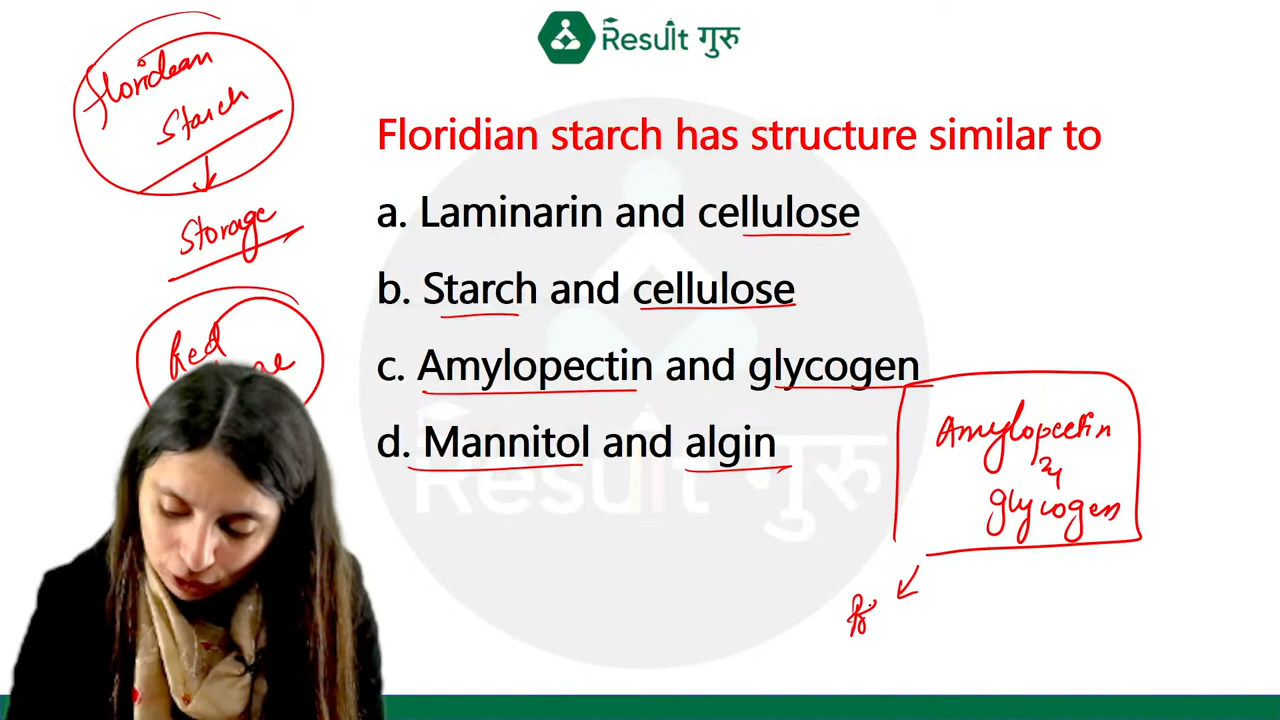 Result गुरु
Floridean
Starch
Storage
Red
Floridian starch has structure similar to
a. Laminarin and cellulose
b. Starch and cellulose
c. Amylopectin and glycogen
d. Mannitol and algin
Amylopectin
glycogen
Result गुरु